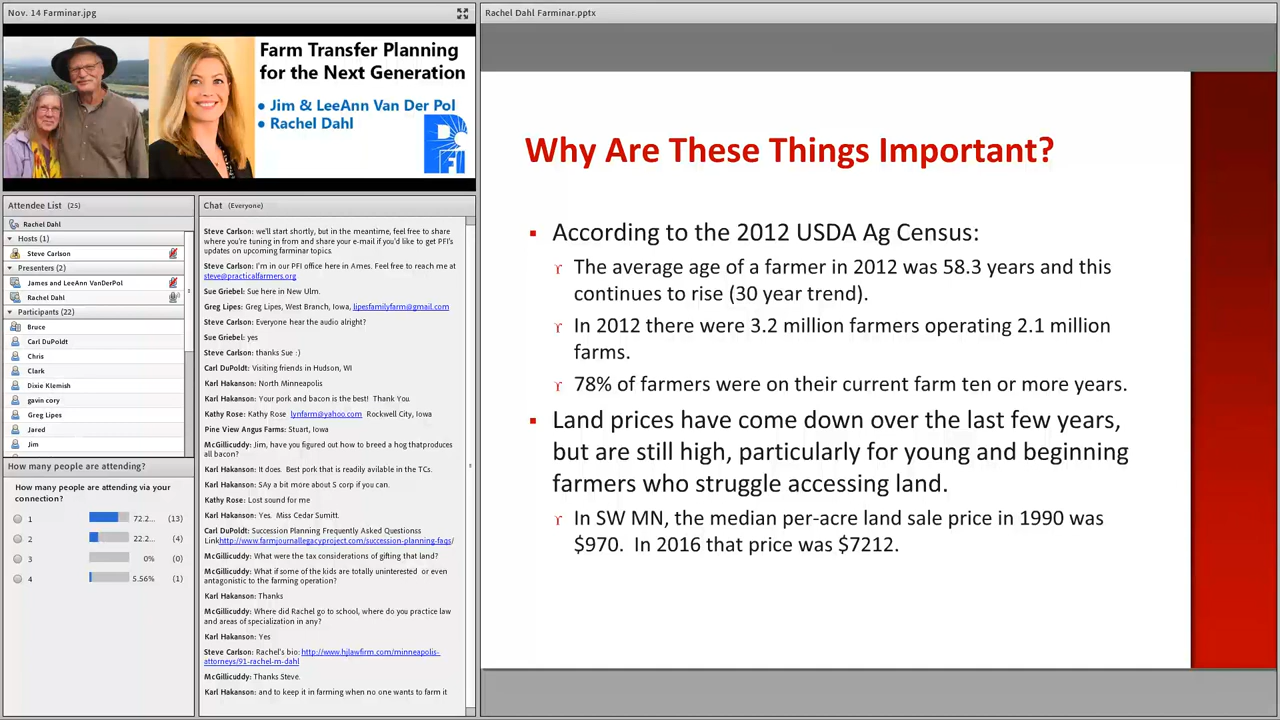 Nov. 14 Farminar.jpg
Farm Transfer Planning
for the Next Generation
• Jim & LeeAnn Van Der Pol
• Rachel Dahl
PFI
Attendee List (25)
Rachel Dahl
Hosts (1)
Steve Carlson
Presenters (2)
James and LeeAnn VanDerPol
Rachel Dahl
Participants (22)
Bruce
Carl DuPoldt
Chris
Clark
Dixie Klemish
gavin cory
Greg Lipes
Jared
Jim
How many people are attending?
How many people are attending via your
connection?
1 72.2... (13)
2 22.2... (4)
3 0% (0)
4 5.56% (1)
Chat (Everyone)
Steve Carlson: we'll start shortly, but in the meantime, feel free to share
where you're tuning in from and share your e-mail if you'd like to get PFI's
updates on upcoming farminar topics.
Steve Carlson: I'm in our PFI office here in Ames. Feel free to reach me at
steve@practicalfarmers.org
Sue Griebel: Sue here in New Ulm.
Greg Lipes: Greg Lipes, West Branch, Iowa, lipesfamilyfarm@gmail.com
Steve Carlson: Everyone hear the audio alright?
Sue Griebel: yes
Steve Carlson: thanks Sue :)
Carl DuPoldt: Visiting friends in Hudson, WI
Karl Hakanson: North Minneapolis
Karl Hakanson: Your pork and bacon is the best! Thank You.
Kathy Rose: Kathy Rose lynfarm@yahoo.com Rockwell City, Iowa
Pine View Angus Farms: Stuart, Iowa
McGillicuddy: Jim, have you figured out how to breed a hog thatproduces
all bacon?
Karl Hakanson: It does. Best pork that is readily avilable in the TCs.
Karl Hakanson: SAy a bit more about S corp if you can.
Kathy Rose: Lost sound for me
Karl Hakanson: Yes. Miss Cedar Sumitt.
Carl DuPoldt: Succession Planning Frequently Asked Questionss
Linkhttp://www.farmjournallegacyproject.com/succession-planning-faqs/
McGillicuddy: What were the tax considerations of gifting that land?
McGillicuddy: What if some of the kids are totally uninterested or even
antagonistic to the farming operation?
Karl Hakanson: Thanks
McGillicuddy: Where did Rachel go to school, where do you practice law
and areas of specialization in any?
Karl Hakanson: Yes
Steve Carlson: Rachel's bio: http://www.hjlawfirm.com/minneapolis-
attorneys/91-rachel-m-dahl
McGillicuddy: Thanks Steve.
Karl Hakanson: and to keep it in farming when no one wants to farm it
Rachel Dahl Farminar.pptx
Why Are These Things Important?
▪ According to the 2012 USDA Ag Census:
The average age of a farmer in 2012 was 58.3 years and this
continues to rise (30 year trend).
In 2012 there were 3.2 million farmers operating 2.1 million
farms.
78% of farmers were on their current farm ten or more years.
▪ Land prices have come down over the last few years,
but are still high, particularly for young and beginning
farmers who struggle accessing land.
In SW MN, the median per-acre land sale price in 1990 was
$970. In 2016 that price was $7212.